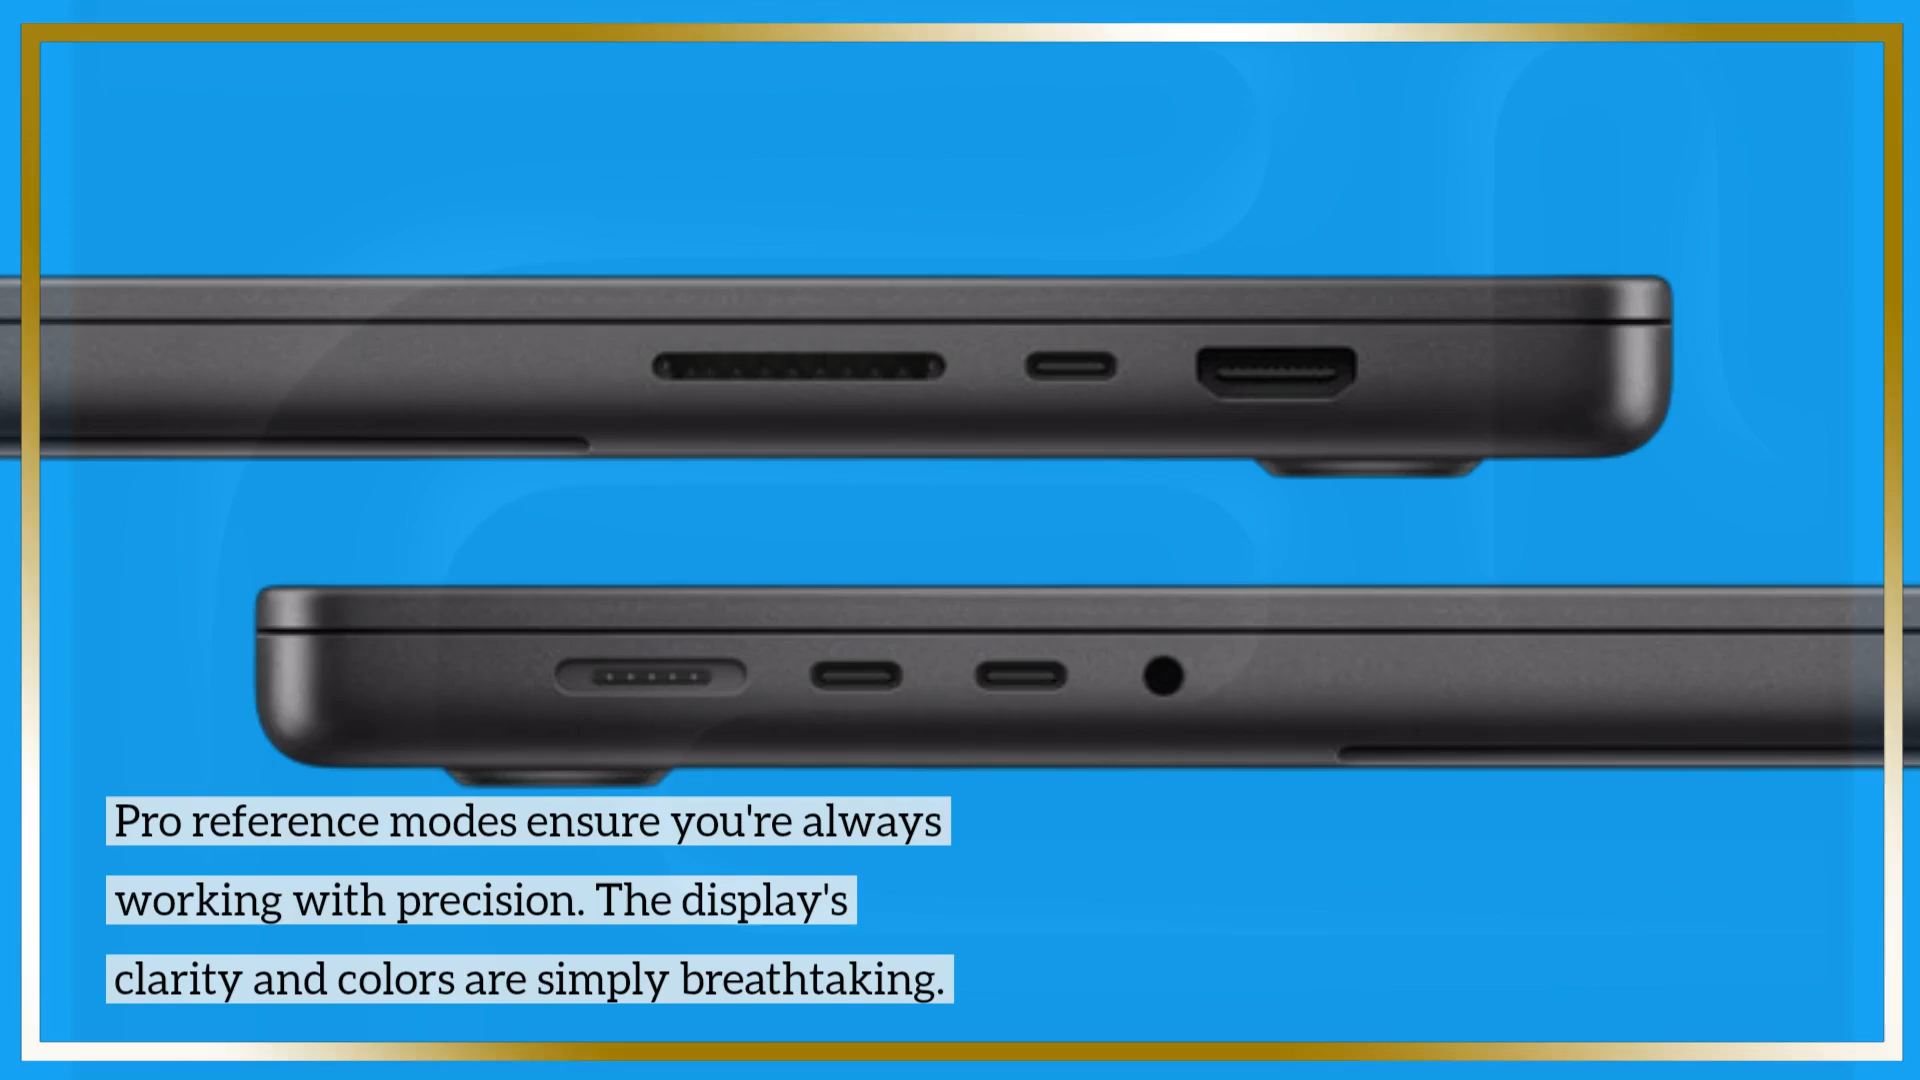 Pro reference modes ensure you're always
working with precision. The display's
clarity and colors are simply breathtaking.